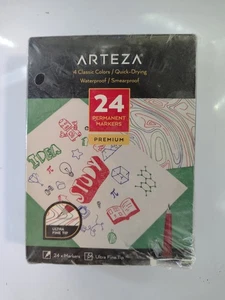 ARTEZA
4 Classic Colors / Quick-Drying
Waterproof / Smearproof
24
PERMANENT
MARKERS
PREMIUM
IDEA
STUDY
ULTRA
FINE TIP
24 x Markers
Ultra Fine Tip